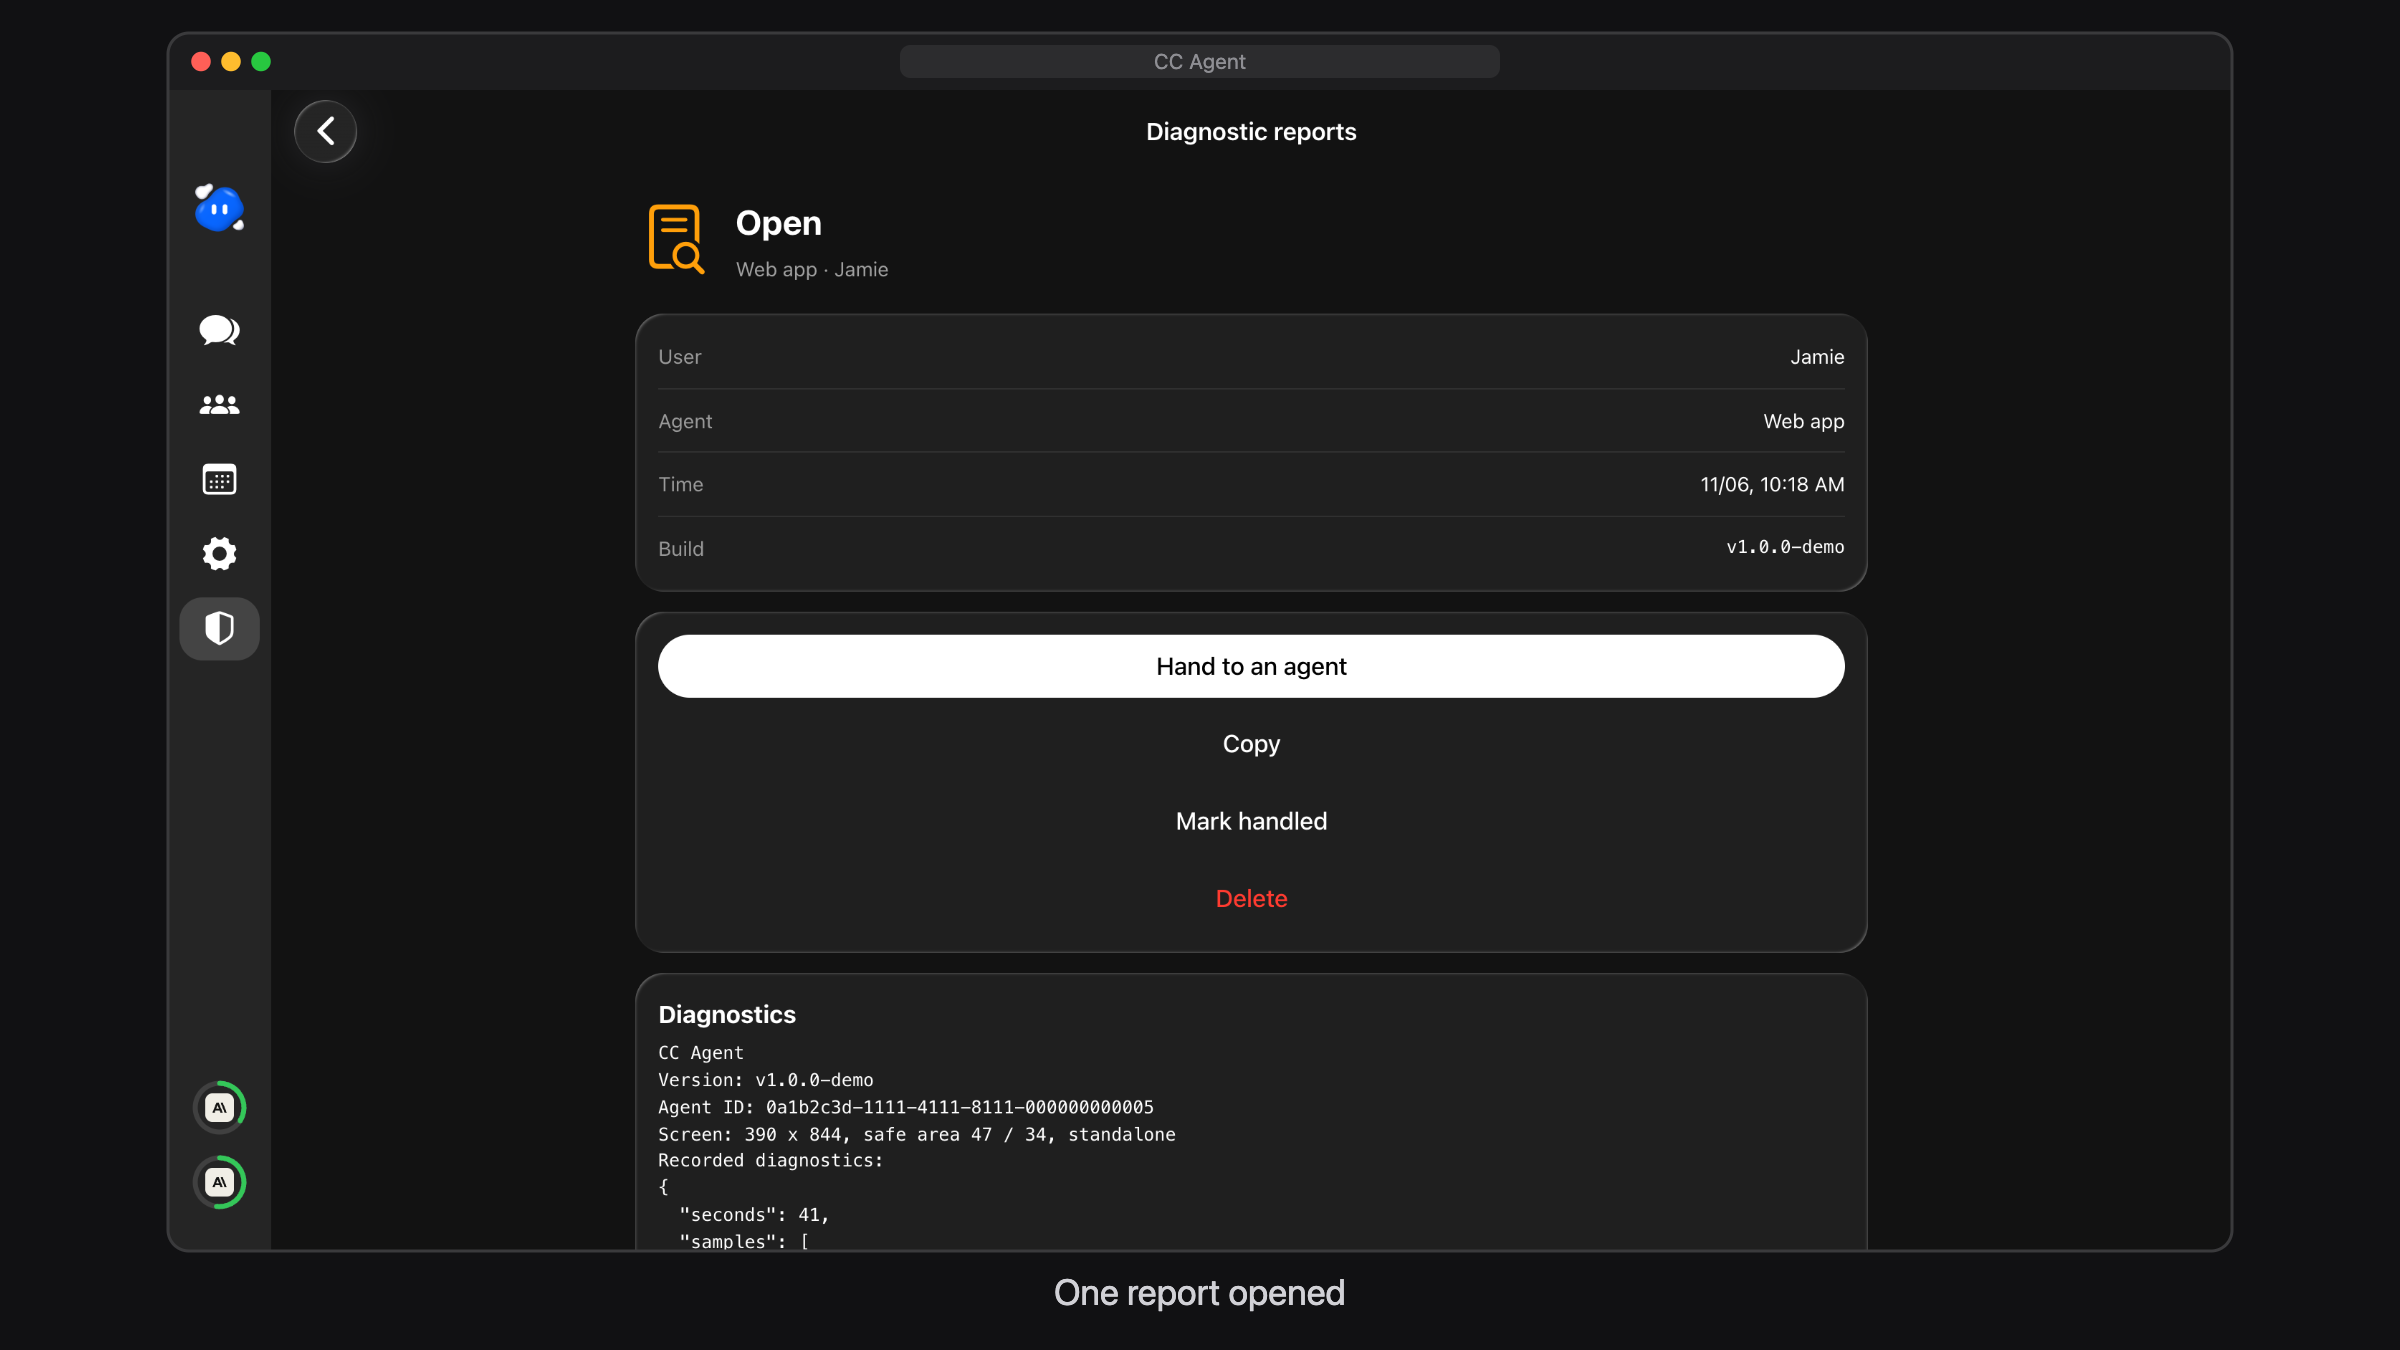 CC Agent
Diagnostic reports
Open
Web app · Jamie
User Jamie
Agent Web app
Time 11/06, 10:18 AM
Build v1.0.0-demo
Hand to an agent
Copy
Mark handled
Delete
Diagnostics
CC Agent
Version: v1.0.0-demo
Agent ID: 0a1b2c3d-1111-4111-8111-000000000005
Screen: 390 x 844, safe area 47 / 34, standalone
Recorded diagnostics:
{
"seconds": 41,
"samples": [
One report opened